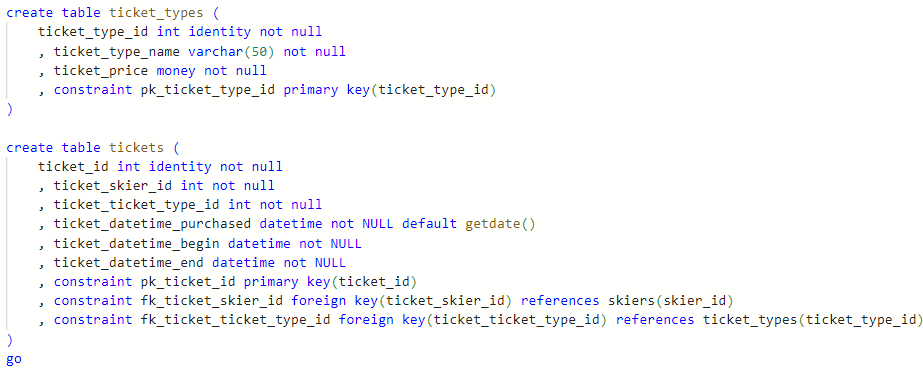 create table ticket_types (
    ticket_type_id int identity not null
    , ticket_type_name varchar(50) not null
    , ticket_price money not null
    , constraint pk_ticket_type_id primary key(ticket_type_id)
)

create table tickets (
    ticket_id int identity not null
    , ticket_skier_id int not null
    , ticket_ticket_type_id int not null
    , ticket_datetime_purchased datetime not NULL default getdate()
    , ticket_datetime_begin datetime not NULL
    , ticket_datetime_end datetime not NULL
    , constraint pk_ticket_id primary key(ticket_id)
    , constraint fk_ticket_skier_id foreign key(ticket_skier_id) references skiers(skier_id)
    , constraint fk_ticket_ticket_type_id foreign key(ticket_ticket_type_id) references ticket_types(ticket_type_id)
)
go